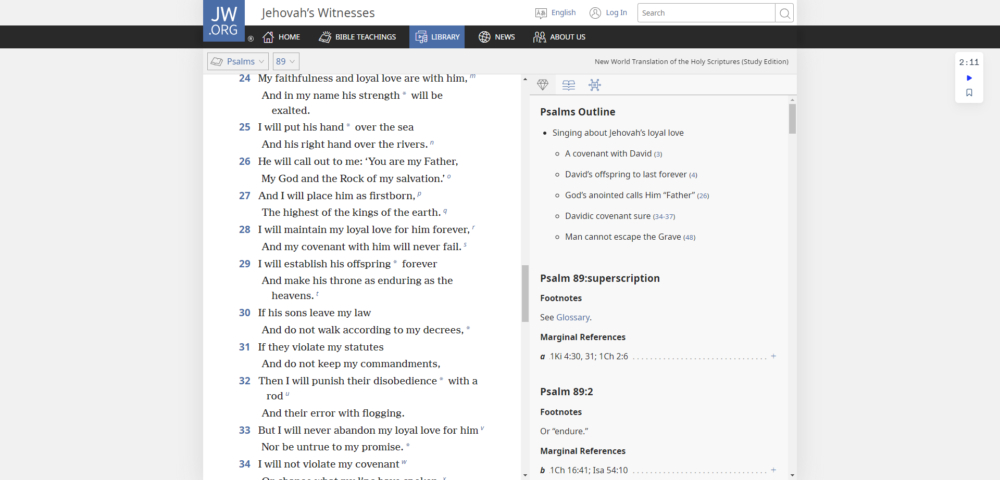 JW
.ORG
®
Jehovah’s Witnesses
English
Log In
Search
HOME
BIBLE TEACHINGS
LIBRARY
NEWS
ABOUT US
Psalms
89
New World Translation of the Holy Scriptures (Study Edition)
2:11
24 My faithfulness and loyal love are with him, m
And in my name his strength * will be
exalted.
25 I will put his hand * over the sea
And his right hand over the rivers. n
26 He will call out to me: ‘You are my Father,
My God and the Rock of my salvation.’ o
27 And I will place him as firstborn, p
The highest of the kings of the earth. q
28 I will maintain my loyal love for him forever, r
And my covenant with him will never fail. s
29 I will establish his offspring * forever
And make his throne as enduring as the
heavens. t
30 If his sons leave my law
And do not walk according to my decrees, *
31 If they violate my statutes
And do not keep my commandments,
32 Then I will punish their disobedience * with a
rod u
And their error with flogging.
33 But I will never abandon my loyal love for him v
Nor be untrue to my promise. *
34 I will not violate my covenant w
Psalms Outline
• Singing about Jehovah’s loyal love
◦ A covenant with David (3)
◦ David’s offspring to last forever (4)
◦ God’s anointed calls Him “Father” (26)
◦ Davidic covenant sure (34-37)
◦ Man cannot escape the Grave (48)
Psalm 89:superscription
Footnotes
See Glossary.
Marginal References
a 1Ki 4:30, 31; 1Ch 2:6 +
Psalm 89:2
Footnotes
Or “endure.”
Marginal References
b 1Ch 16:41; Isa 54:10 +